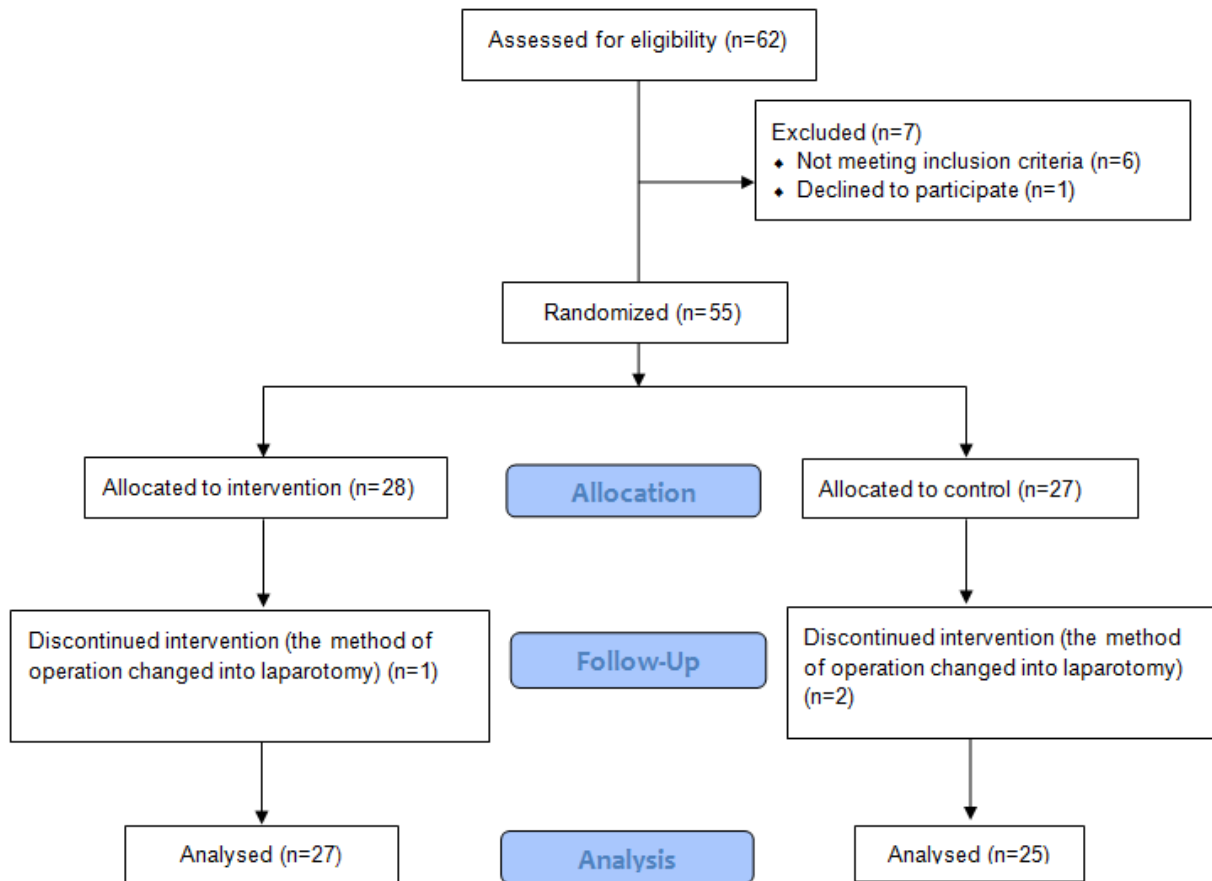 Assessed for eligibility (n=62)
Excluded (n=7)
⬥ Not meeting inclusion criteria (n=6)
⬥ Declined to participate (n=1)
Randomized (n=55)
Allocated to intervention (n=28)
Allocation
Allocated to control (n=27)
Discontinued intervention (the method of
operation changed into laparotomy) (n=1)
Follow-Up
Discontinued intervention (the method
of operation changed into laparotomy)
(n=2)
Analysed (n=27)
Analysis
Analysed (n=25)